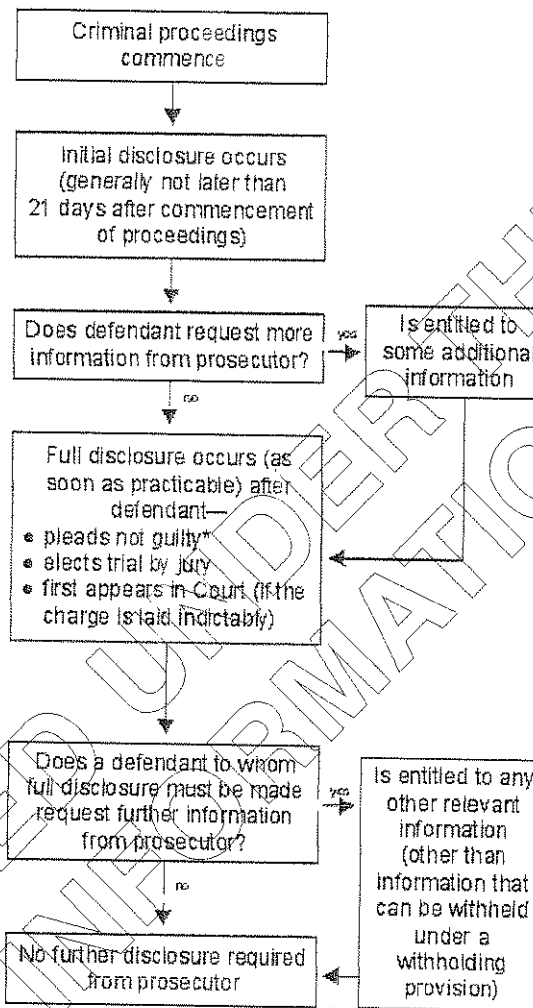 Criminal proceedings
commence
Initial disclosure occurs
(generally not later than
21 days after commencement
of proceedings)
Does defendant request more
information from prosecutor?
yes
Is entitled to
some additional
information
no
Full disclosure occurs (as
soon as practicable) after
defendant—
• pleads not guilty*
• elects trial by jury
• first appears in Court (if the
charge is laid indictably)
Does a defendant to whom
full disclosure must be made
request further information
from prosecutor?
yes
Is entitled to any
other relevant
information
(other than
information that
can be withheld
under a
withholding
provision)
no
No further disclosure required
from prosecutor
UNDER TH
INFORMATIO